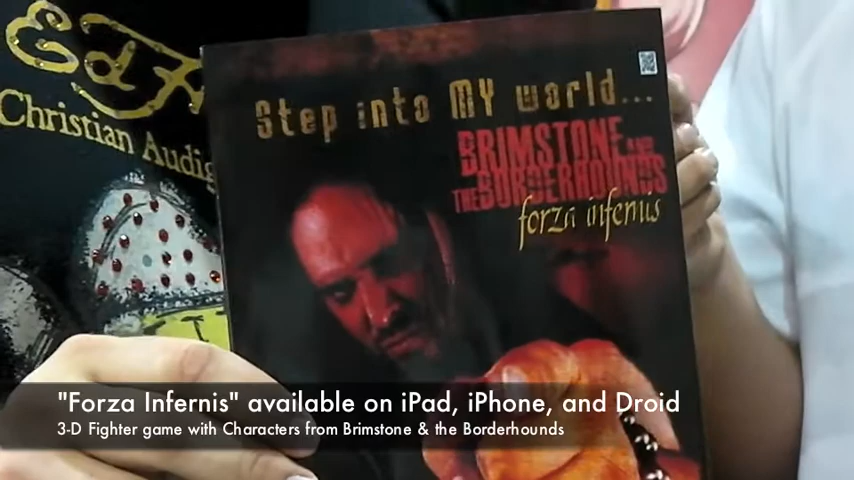 Ed
Christian Audig
Step into MY world...
BRIMSTONE AND
THE BORDERHOUNDS
forza infernis
"Forza Infernis" available on iPad, iPhone, and Droid
3-D Fighter game with Characters from Brimstone & the Borderhounds